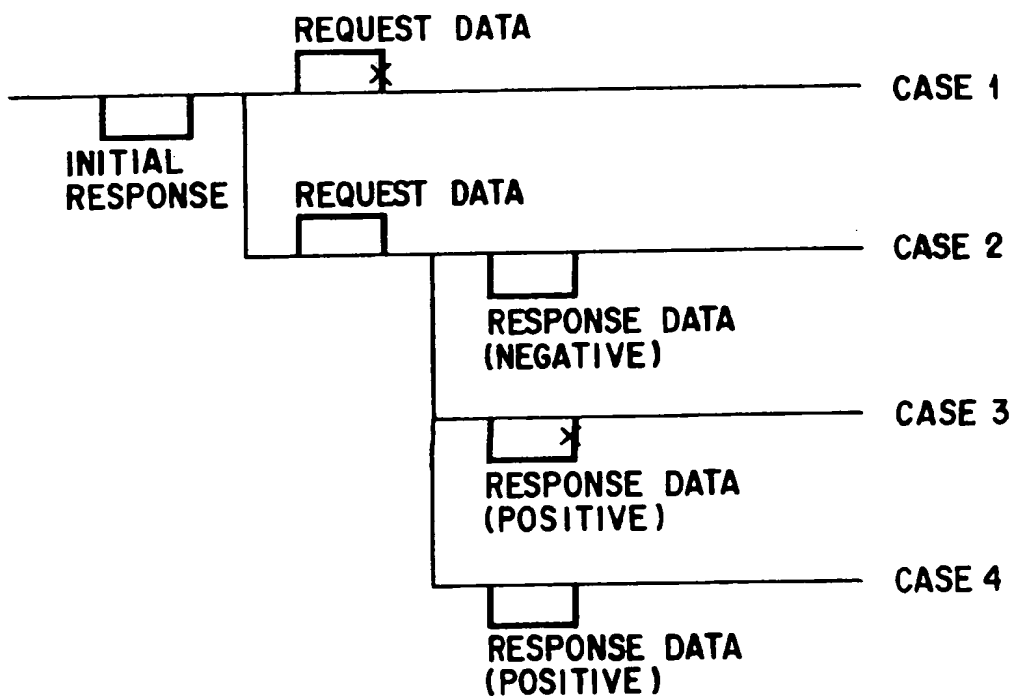 REQUEST DATA
CASE 1
INITIAL
RESPONSE
REQUEST DATA
CASE 2
RESPONSE DATA
(NEGATIVE)
CASE 3
RESPONSE DATA
(POSITIVE)
CASE 4
RESPONSE DATA
(POSITIVE)